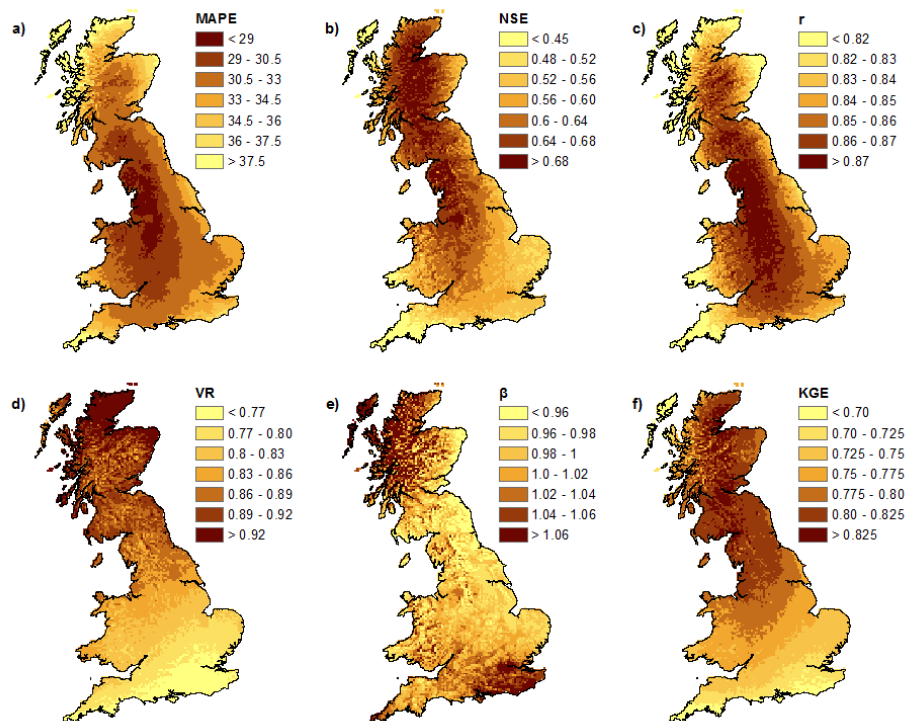 a)
MAPE
< 29
29 - 30.5
30.5 - 33
33 - 34.5
34.5 - 36
36 - 37.5
> 37.5
b)
NSE
< 0.45
0.48 - 0.52
0.52 - 0.56
0.56 - 0.60
0.6 - 0.64
0.64 - 0.68
> 0.68
c)
r
< 0.82
0.82 - 0.83
0.83 - 0.84
0.84 - 0.85
0.85 - 0.86
0.86 - 0.87
> 0.87
d)
VR
< 0.77
0.77 - 0.80
0.8 - 0.83
0.83 - 0.86
0.86 - 0.89
0.89 - 0.92
> 0.92
e)
β
< 0.96
0.96 - 0.98
0.98 - 1
1.0 - 1.02
1.02 - 1.04
1.04 - 1.06
> 1.06
f)
KGE
< 0.70
0.70 - 0.725
0.725 - 0.75
0.75 - 0.775
0.775 - 0.80
0.80 - 0.825
> 0.825